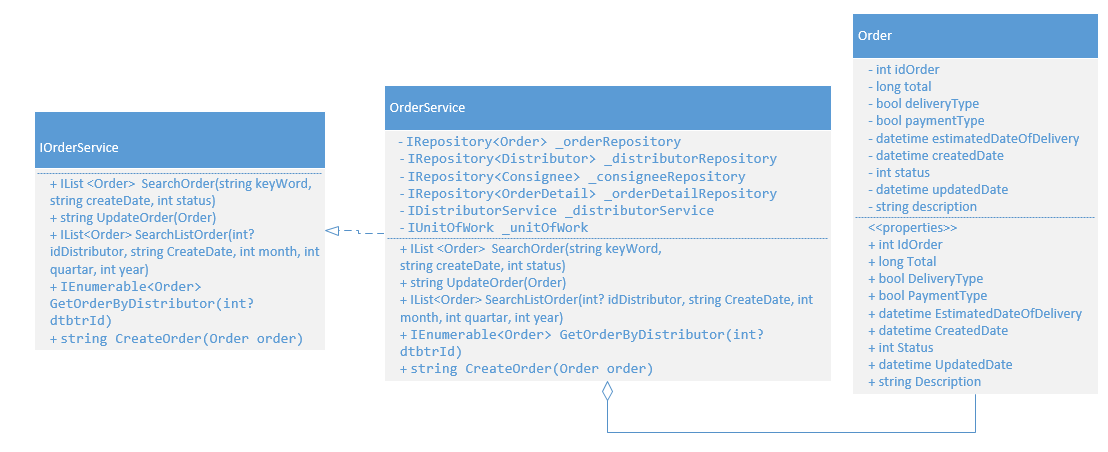 IOrderService
+ IList <Order> SearchOrder(string keyWord,
string createDate, int status)
+ string UpdateOrder(Order)
+ IList<Order> SearchListOrder(int?
idDistributor, string CreateDate, int month, int
quartar, int year)
+ IEnumerable<Order>
GetOrderByDistributor(int?
dtbtrId)
+ string CreateOrder(Order order)
OrderService
- IRepository<Order> _orderRepository
- IRepository<Distributor> _distributorRepository
- IRepository<Consignee> _consigneeRepository
- IRepository<OrderDetail> _orderDetailRepository
- IDistributorService _distributorService
- IUnitOfWork _unitOfWork
+ IList <Order> SearchOrder(string keyWord,
string createDate, int status)
+ string UpdateOrder(Order)
+ IList<Order> SearchListOrder(int? idDistributor, string CreateDate, int
month, int quartar, int year)
+ IEnumerable<Order> GetOrderByDistributor(int?
dtbtrId)
+ string CreateOrder(Order order)
Order
- int idOrder
- long total
- bool deliveryType
- bool paymentType
- datetime estimatedDateOfDelivery
- datetime createdDate
- int status
- datetime updatedDate
- string description
<<properties>>
+ int IdOrder
+ long Total
+ bool DeliveryType
+ bool PaymentType
+ datetime EstimatedDateOfDelivery
+ datetime CreatedDate
+ int Status
+ datetime UpdatedDate
+ string Description